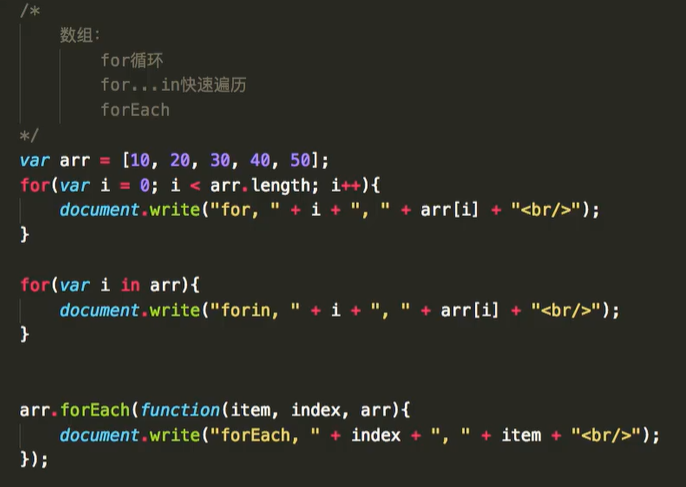 /*
数组:
for循环
for...in快速遍历
forEach
*/
var arr = [10, 20, 30, 40, 50];
for(var i = 0; i < arr.length; i++){
document.write("for, " + i + ", " + arr[i] + "<br/>");
}
for(var i in arr){
document.write("forin, " + i + ", " + arr[i] + "<br/>");
}
arr.forEach(function(item, index, arr){
document.write("forEach, " + index + ", " + item + "<br/>");
});